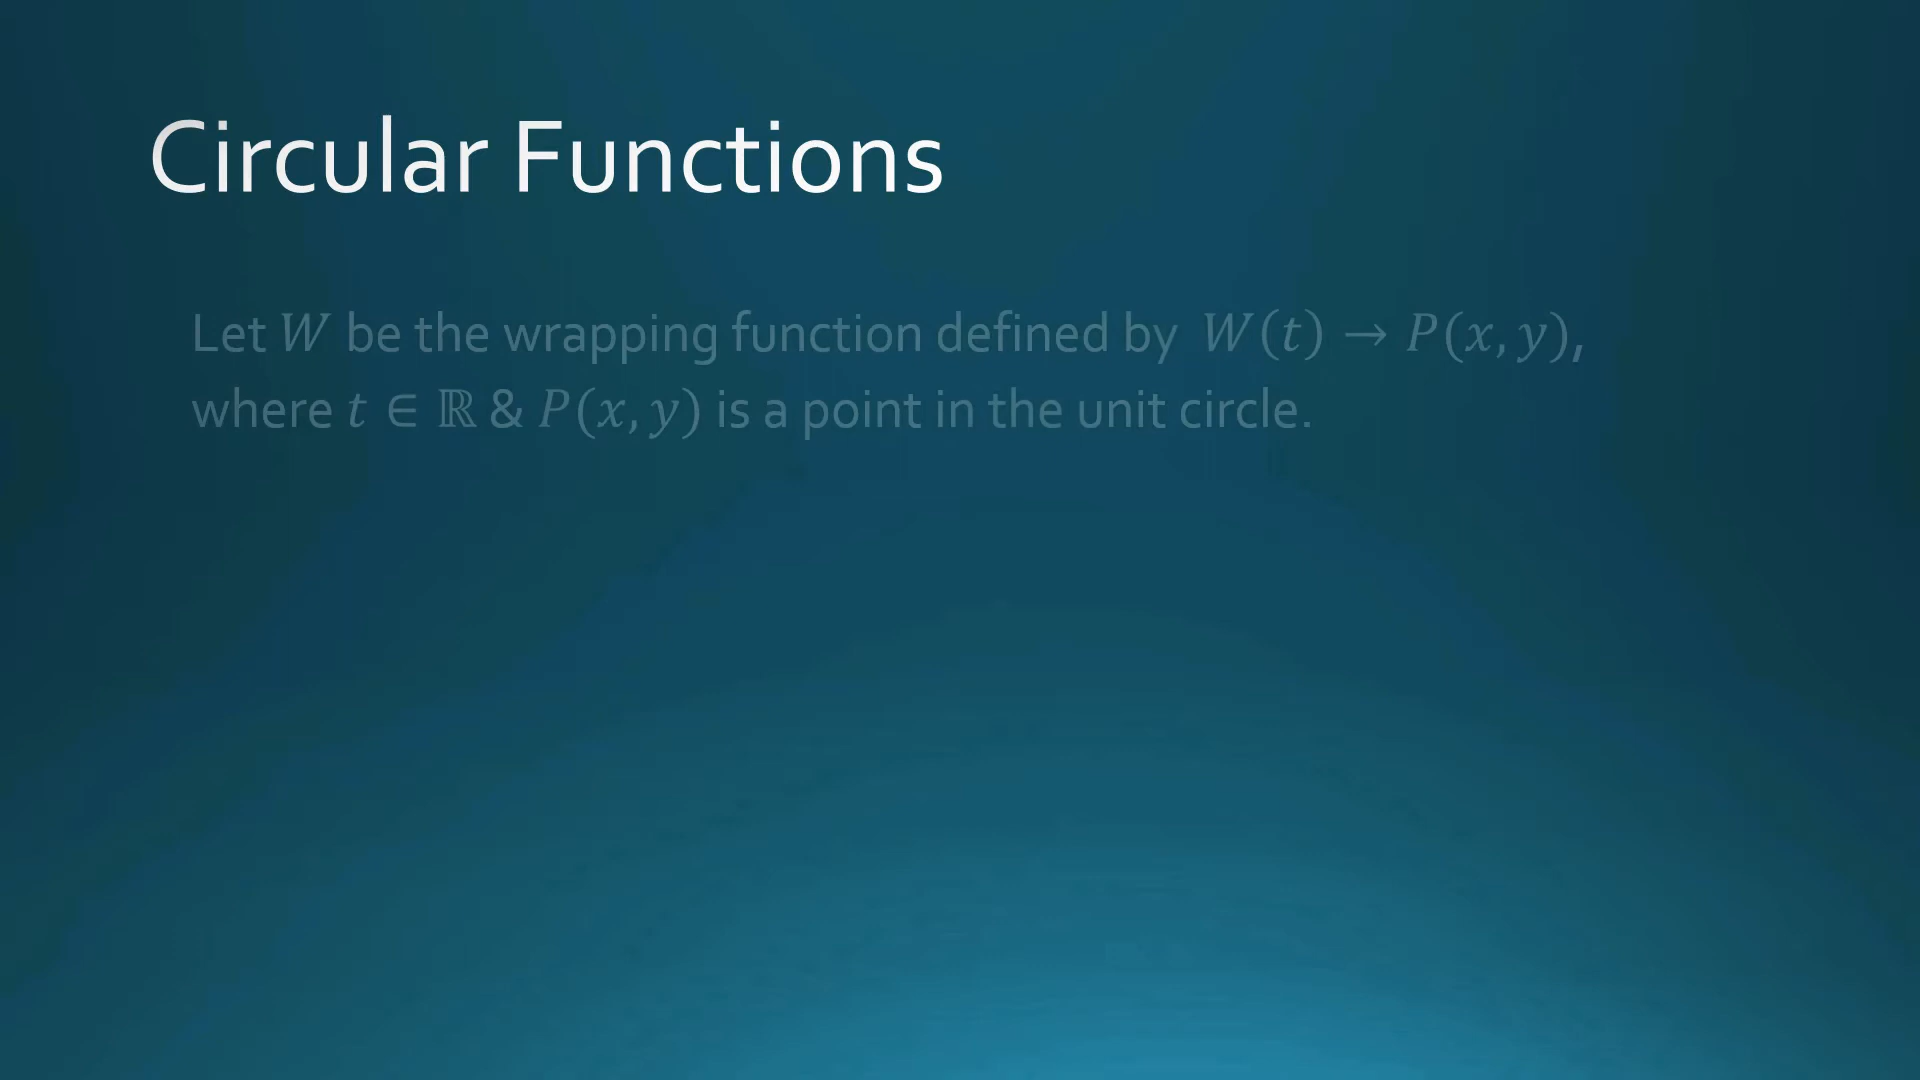 Circular Functions
Let W be the wrapping function defined by W(t) → P(x, y),
where t ∈ ℝ & P(x, y) is a point in the unit circle.